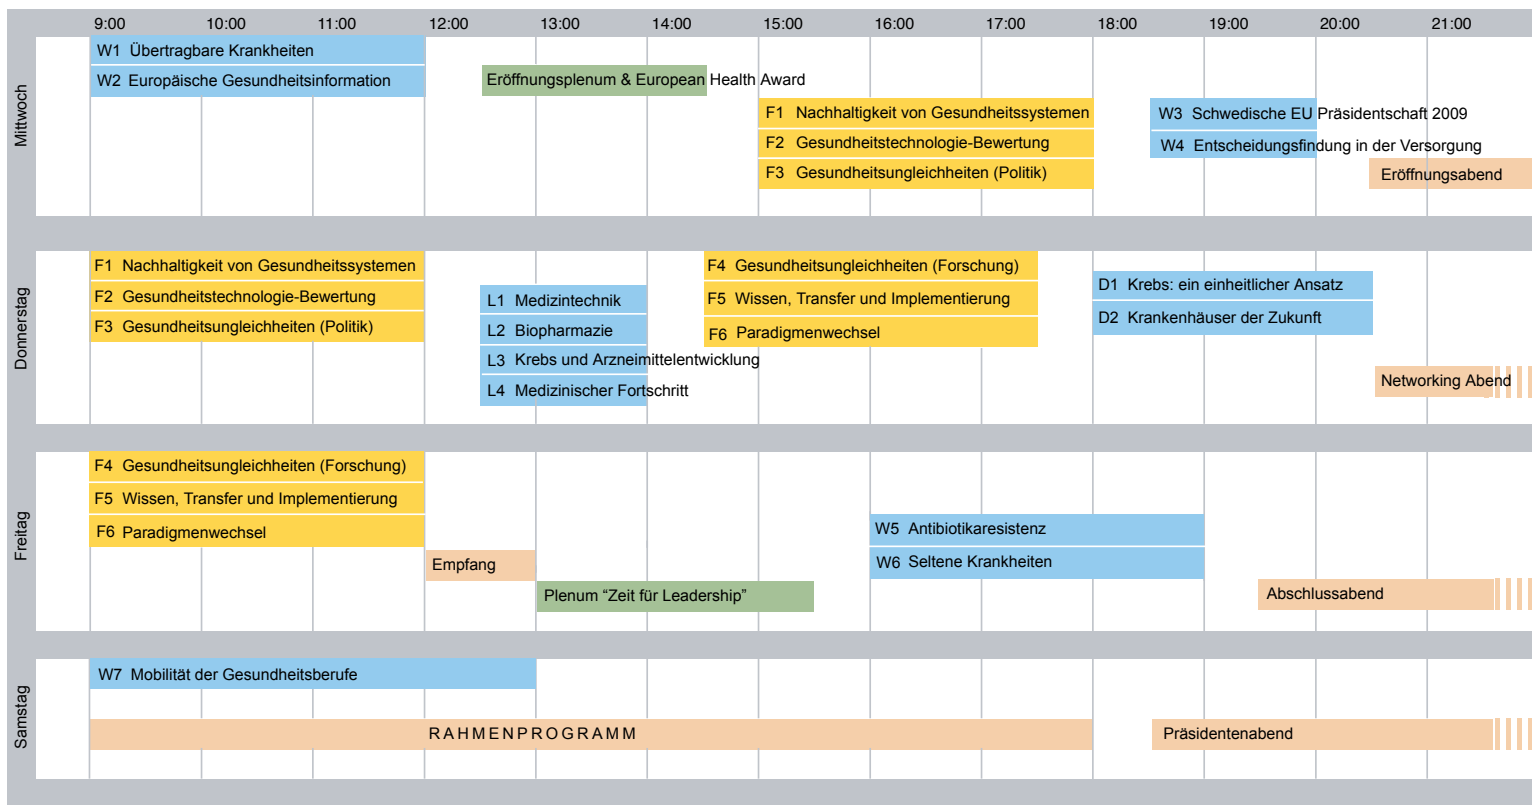 9:00 10:00 11:00 12:00 13:00 14:00 15:00 16:00 17:00 18:00 19:00 20:00 21:00
Mittwoch
W1 Übertragbare Krankheiten
W2 Europäische Gesundheitsinformation
Eröffnungsplenum & European Health Award
F1 Nachhaltigkeit von Gesundheitssystemen
F2 Gesundheitstechnologie-Bewertung
F3 Gesundheitsungleichheiten (Politik)
W3 Schwedische EU Präsidentschaft 2009
W4 Entscheidungsfindung in der Versorgung
Eröffnungsabend
Donnerstag
F1 Nachhaltigkeit von Gesundheitssystemen
F2 Gesundheitstechnologie-Bewertung
F3 Gesundheitsungleichheiten (Politik)
L1 Medizintechnik
L2 Biopharmazie
L3 Krebs und Arzneimittelentwicklung
L4 Medizinischer Fortschritt
F4 Gesundheitsungleichheiten (Forschung)
F5 Wissen, Transfer und Implementierung
F6 Paradigmenwechsel
D1 Krebs: ein einheitlicher Ansatz
D2 Krankenhäuser der Zukunft
Networking Abend
Freitag
F4 Gesundheitsungleichheiten (Forschung)
F5 Wissen, Transfer und Implementierung
F6 Paradigmenwechsel
Empfang
Plenum “Zeit für Leadership”
W5 Antibiotikaresistenz
W6 Seltene Krankheiten
Abschlussabend
Samstag
W7 Mobilität der Gesundheitsberufe
RAHMENPROGRAMM
Präsidentenabend